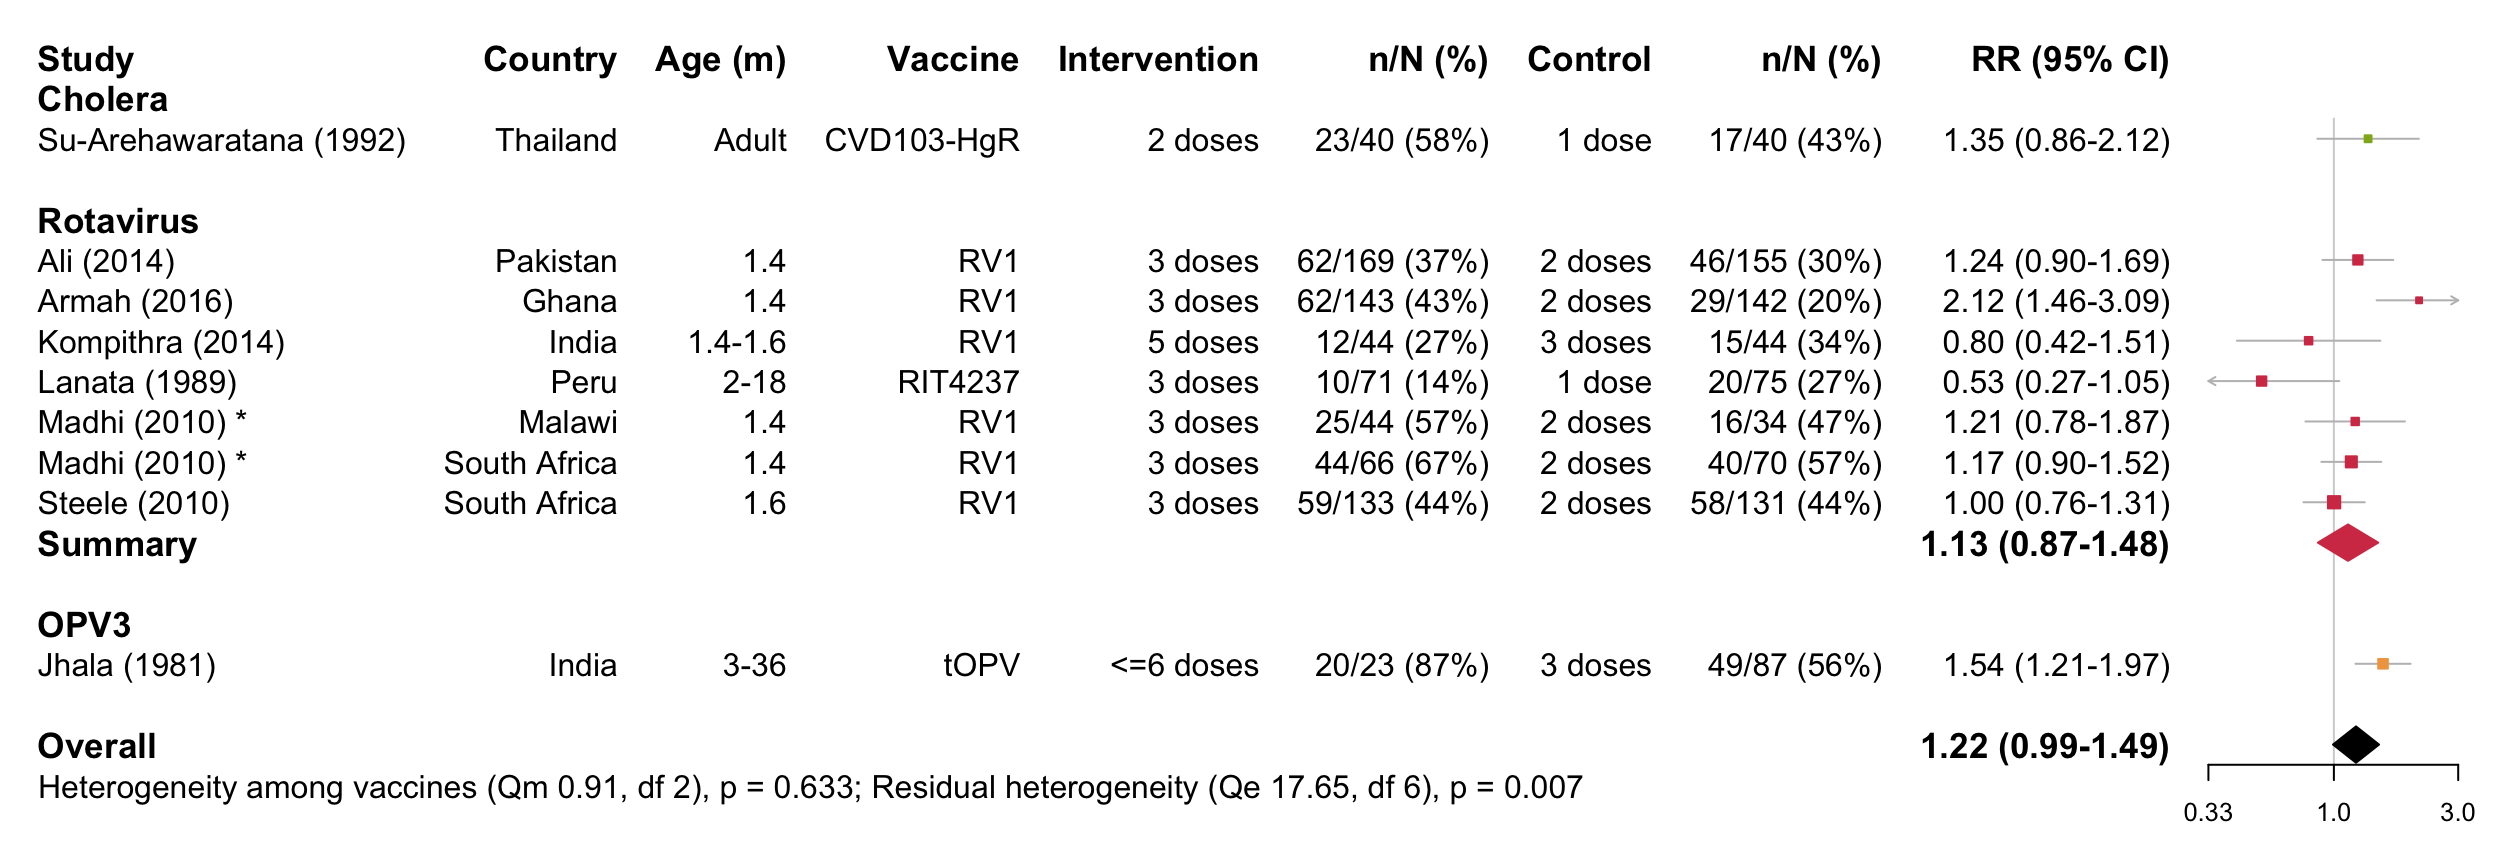 Study Country Age (m) Vaccine Intervention n/N (%) Control n/N (%) RR (95% CI)
Cholera
Su-Arehawaratana (1992) Thailand Adult CVD103-HgR 2 doses 23/40 (58%) 1 dose 17/40 (43%) 1.35 (0.86-2.12)
Rotavirus
Ali (2014) Pakistan 1.4 RV1 3 doses 62/169 (37%) 2 doses 46/155 (30%) 1.24 (0.90-1.69)
Armah (2016) Ghana 1.4 RV1 3 doses 62/143 (43%) 2 doses 29/142 (20%) 2.12 (1.46-3.09)
Kompithra (2014) India 1.4-1.6 RV1 5 doses 12/44 (27%) 3 doses 15/44 (34%) 0.80 (0.42-1.51)
Lanata (1989) Peru 2-18 RIT4237 3 doses 10/71 (14%) 1 dose 20/75 (27%) 0.53 (0.27-1.05)
Madhi (2010) * Malawi 1.4 RV1 3 doses 25/44 (57%) 2 doses 16/34 (47%) 1.21 (0.78-1.87)
Madhi (2010) * South Africa 1.4 RV1 3 doses 44/66 (67%) 2 doses 40/70 (57%) 1.17 (0.90-1.52)
Steele (2010) South Africa 1.6 RV1 3 doses 59/133 (44%) 2 doses 58/131 (44%) 1.00 (0.76-1.31)
Summary 1.13 (0.87-1.48)
OPV3
Jhala (1981) India 3-36 tOPV <=6 doses 20/23 (87%) 3 doses 49/87 (56%) 1.54 (1.21-1.97)
Overall 1.22 (0.99-1.49)
Heterogeneity among vaccines (Qm 0.91, df 2), p = 0.633; Residual heterogeneity (Qe 17.65, df 6), p = 0.007
0.33 1.0 3.0